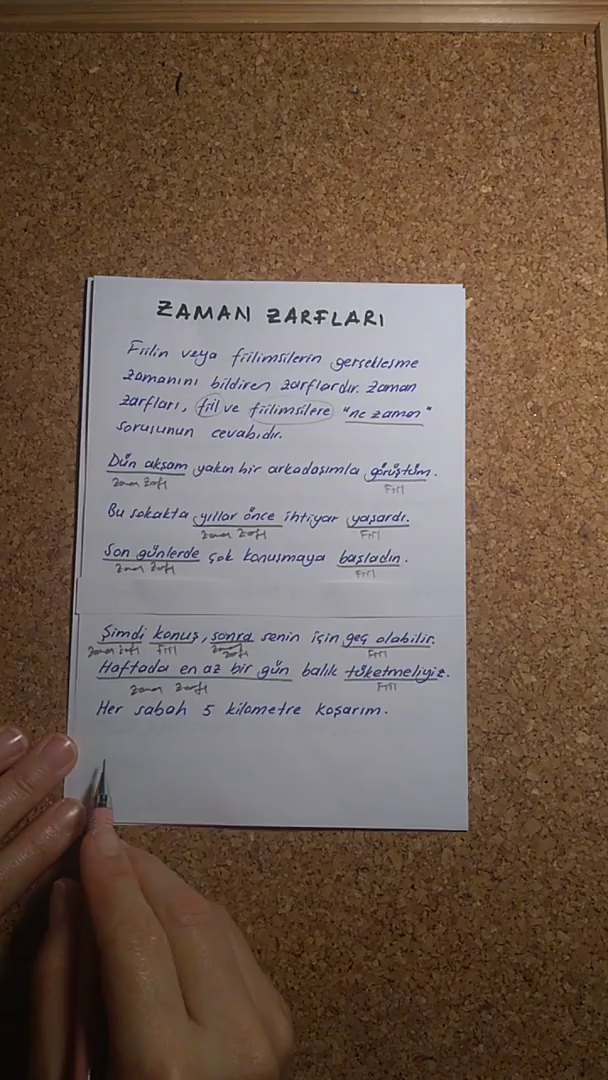 ZAMAN ZARFLARI
Fiilin veya fiilimsilerin gerçekleşme
zamanını bildiren zarflardır. Zaman
zarfları, fiil ve fiilimsilere "ne zaman"
sorusunun cevabıdır.
Dün akşam yakın bir arkadaşımla görüştüm.
zaman zarfı Fiil
Bu sokakta yıllar önce ihtiyar yaşardı.
zaman zarfı Fiil
Son günlerde çok konuşmaya başladın.
zaman zarfı Fiil
Şimdi konuş, sonra senin için geç olabilir.
zaman zarfı fiil zaman zarfı Fiil
Haftada en az bir gün balık tüketmeliyiz.
zaman zarfı Fiil
Her sabah 5 kilometre koşarım.